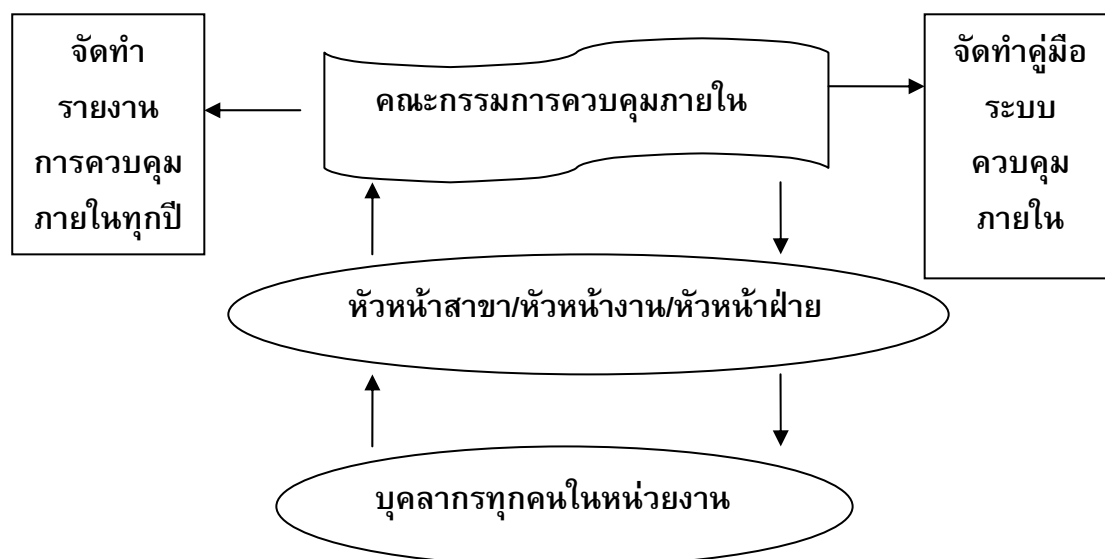 จัดทำ
รายงาน
การควบคุม
ภายในทุกปี
คณะกรรมการควบคุมภายใน
จัดทำคู่มือ
ระบบ
ควบคุม
ภายใน
หัวหน้าสาขา/หัวหน้างาน/หัวหน้าฝ่าย
บุคลากรทุกคนในหน่วยงาน